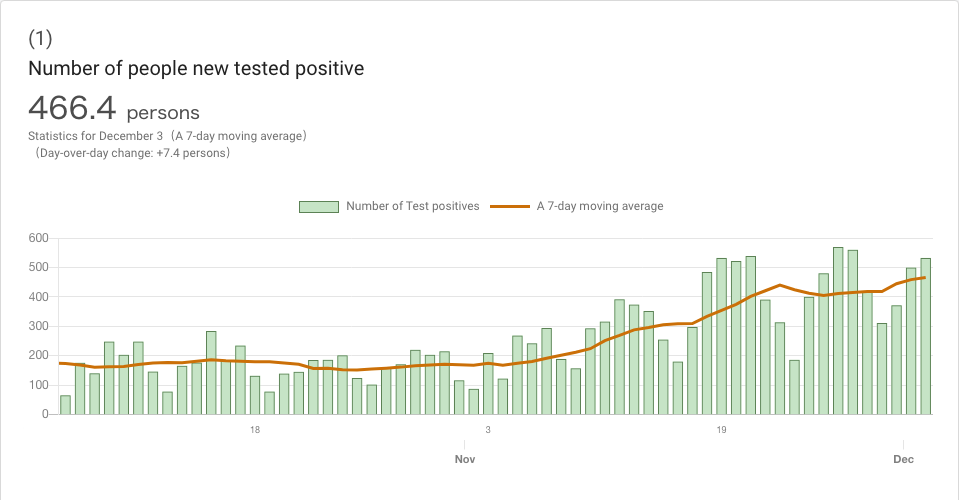 (1)
Number of people new tested positive
466.4 persons
Statistics for December 3（A 7-day moving average）
（Day-over-day change: +7.4 persons）
Number of Test positives A 7-day moving average
600
500
400
300
200
100
0
18 3 19
Nov Dec